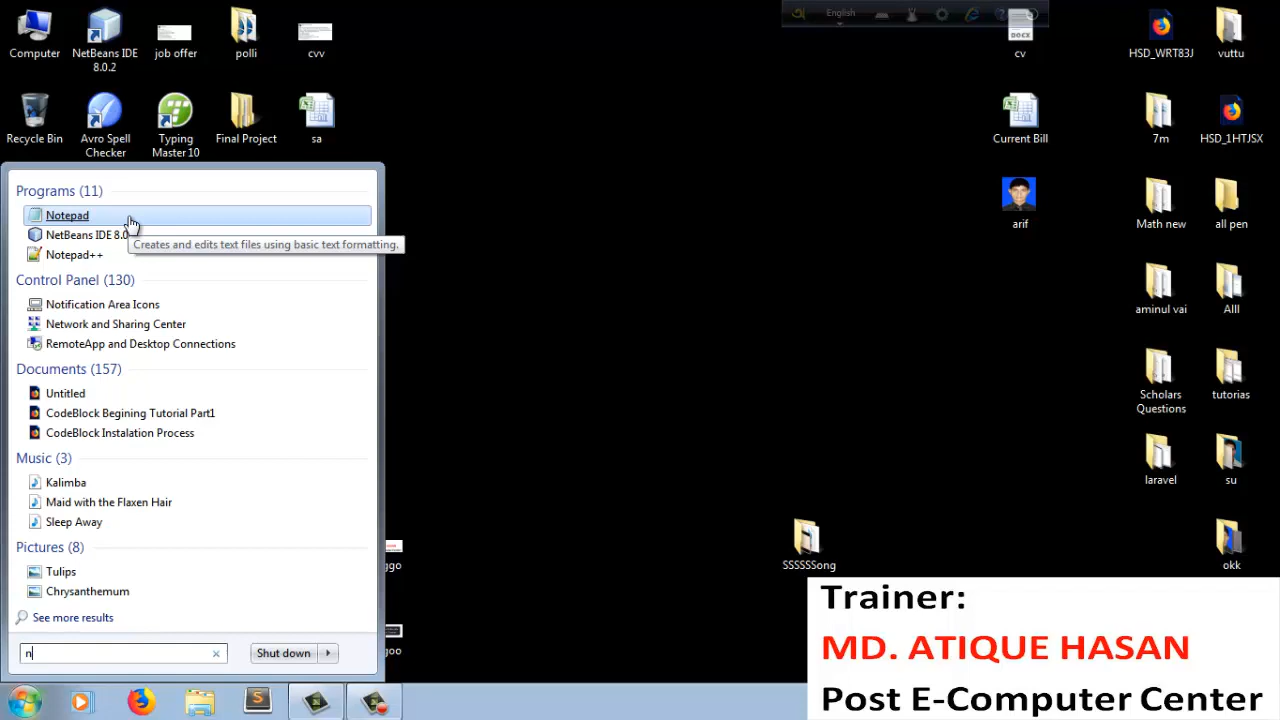 English
Computer
NetBeans IDE
8.0.2
job offer
polli
cvv
DOCX
cv
HSD_WRT83J
vuttu
Recycle Bin
Avro Spell
Checker
Typing
Master10
Final Project
sa
Current Bill
7m
HSD_1HTJSX
arif
Math new
all pen
aminul vai
Alll
Scholars
Questions
tutorias
laravel
su
SSSSSSong
okk
ggo
goo
Programs (11)
Notepad
NetBeans IDE 8.0
Creates and edits text files using basic text formatting.
Notepad++
Control Panel (130)
Notification Area Icons
Network and Sharing Center
RemoteApp and Desktop Connections
Documents (157)
Untitled
CodeBlock Begining Tutorial Part1
CodeBlock Instalation Process
Music (3)
Kalimba
Maid with the Flaxen Hair
Sleep Away
Pictures (8)
Tulips
Chrysanthemum
See more results
n
Shut down
Trainer:
MD. ATIQUE HASAN
Post E-Computer Center